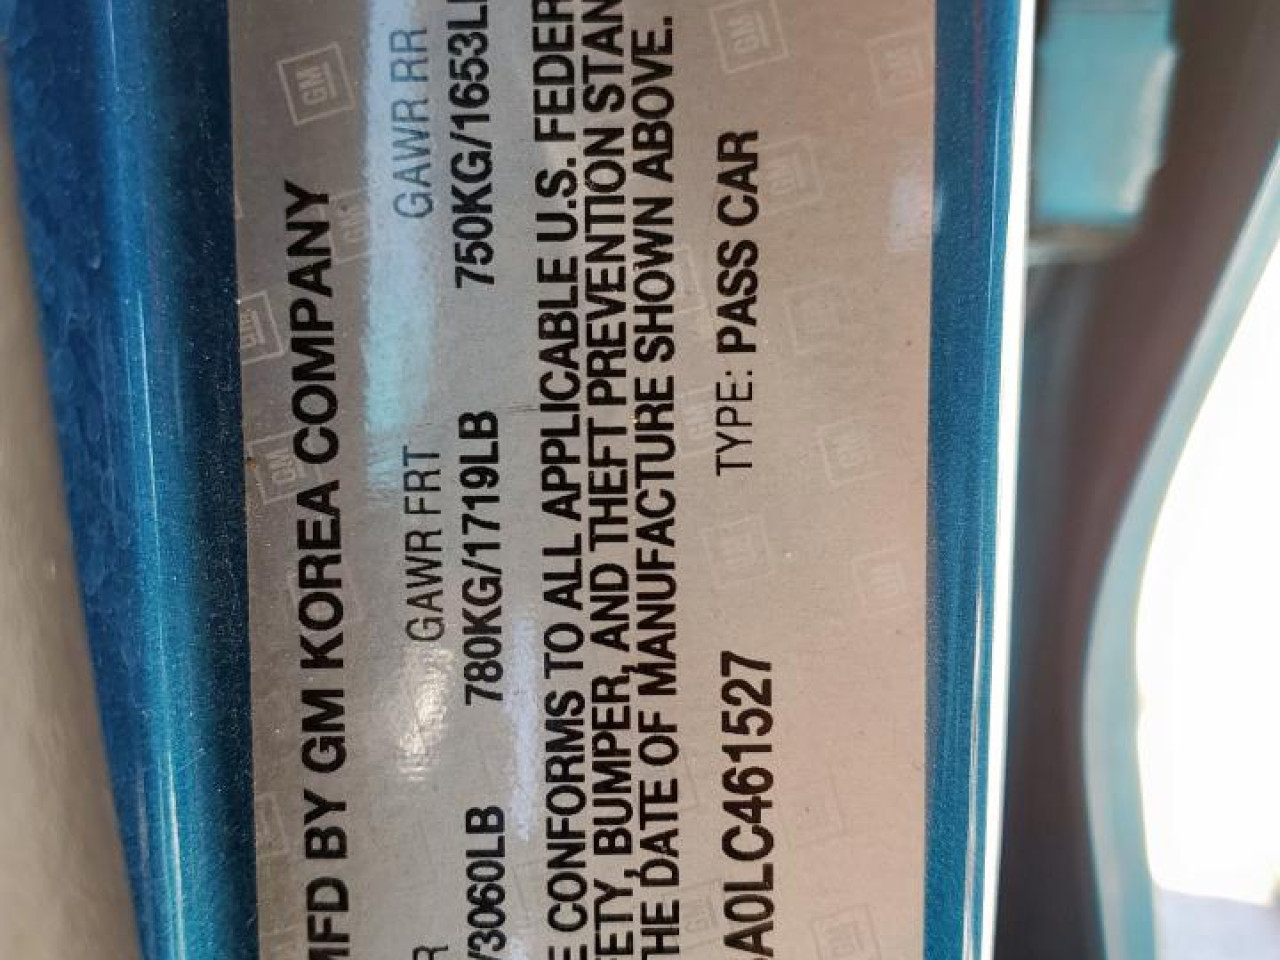 MFD BY GM KOREA COMPANY
R GAWR FRT GAWR RR
/3060LB 780KG/1719LB 750KG/1653L
E CONFORMS TO ALL APPLICABLE U.S. FEDER
FETY, BUMPER, AND THEFT PREVENTION STAN
THE DATE OF MANUFACTURE SHOWN ABOVE.
A0LC461527 TYPE: PASS CAR